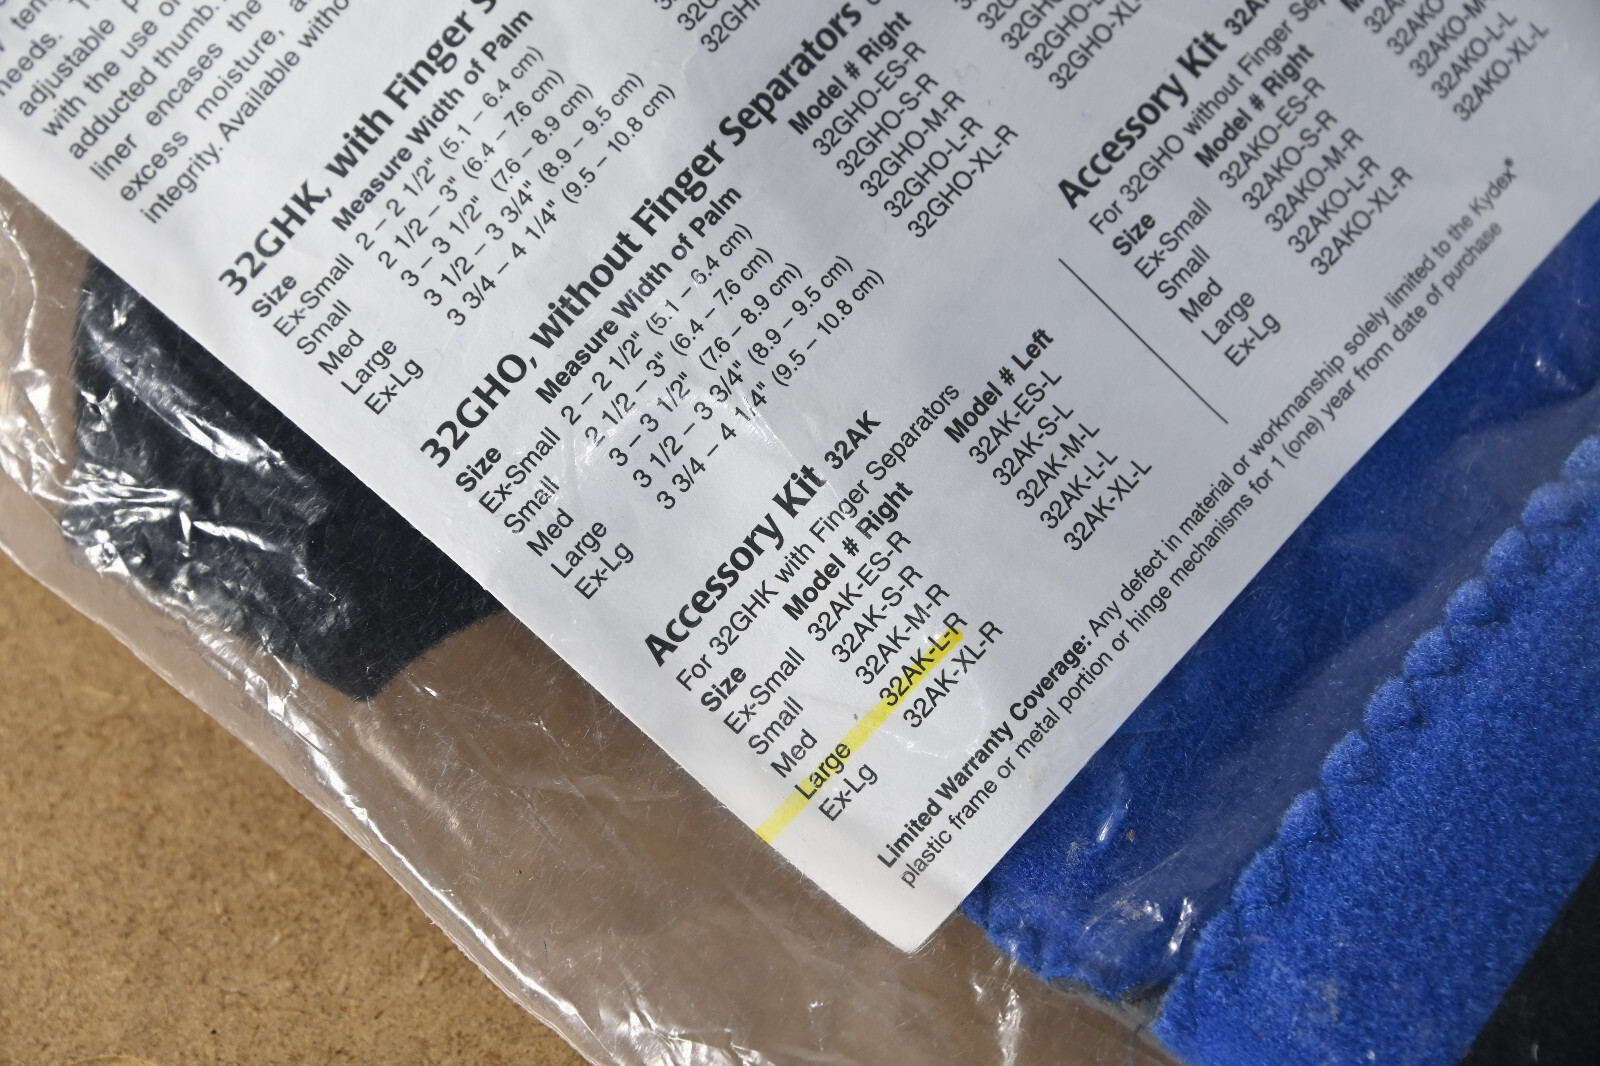 needs.
adjustable
with the use
adducted thumb.
liner encases the
excess moisture,
integrity. Available
32GHK, with Finger
Size Measure Width of Palm
Ex-Small 2 – 2 1/2" (5.1 – 6.4 cm)
Small 2 1/2 – 3" (6.4 – 7.6 cm)
Med 3 – 3 1/2" (7.6 – 8.9 cm)
Large 3 1/2 – 3 3/4" (8.9 – 9.5 cm)
Ex-Lg 3 3/4 – 4 1/4" (9.5 – 10.8 cm)
32GHO, without Finger Separators
Size Measure Width of Palm Model # Right
Ex-Small 2 – 2 1/2" (5.1 – 6.4 cm) 32GHO-ES-R
Small 2 1/2 – 3" (6.4 – 7.6 cm) 32GHO-S-R
Med 3 – 3 1/2" (7.6 – 8.9 cm) 32GHO-M-R
Large 3 1/2 – 3 3/4" (8.9 – 9.5 cm) 32GHO-L-R
Ex-Lg 3 3/4 – 4 1/4" (9.5 – 10.8 cm) 32GHO-XL-R 32GHO-XL-L
Accessory Kit 32AK
For 32GHK with Finger Separators
Size Model # Right Model # Left
Ex-Small 32AK-ES-R 32AK-ES-L
Small 32AK-S-R 32AK-S-L
Med 32AK-M-R 32AK-M-L
Large 32AK-L-R 32AK-L-L
Ex-Lg 32AK-XL-R 32AK-XL-L
Accessory Kit
For 32GHO without Finger
Size Model # Right
Ex-Small 32AKO-ES-R
Small 32AKO-S-R
Med 32AKO-M-R
Large 32AKO-L-R 32AKO-L-L
Ex-Lg 32AKO-XL-R 32AKO-XL-L
Limited Warranty Coverage: Any defect in material or workmanship solely limited to the Kydex®
plastic frame or metal portion or hinge mechanisms for 1 (one) year from date of purchase